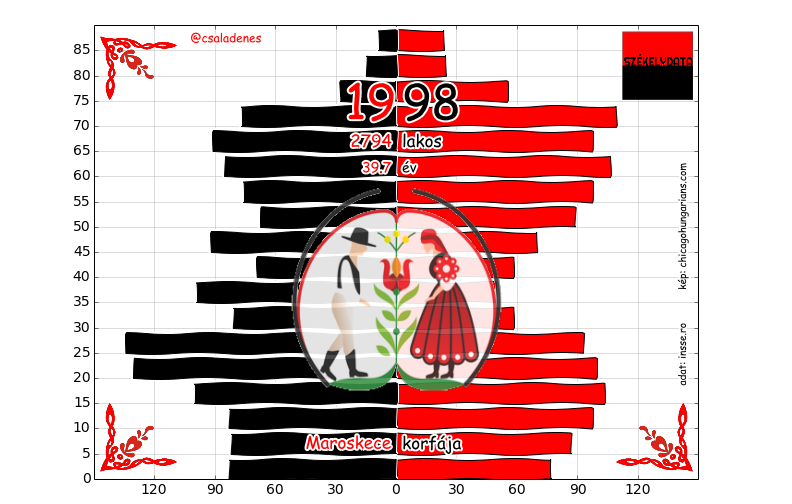 @csaladenes
SZÉKELYDATA
1998
2794 lakos
39.7 év
kép: chicagohungarians.com
adat: insse.ro
Maroskece korfája
85
80
75
70
65
60
55
50
45
40
35
30
25
20
15
10
5
0
120 90 60 30 0 30 60 90 120